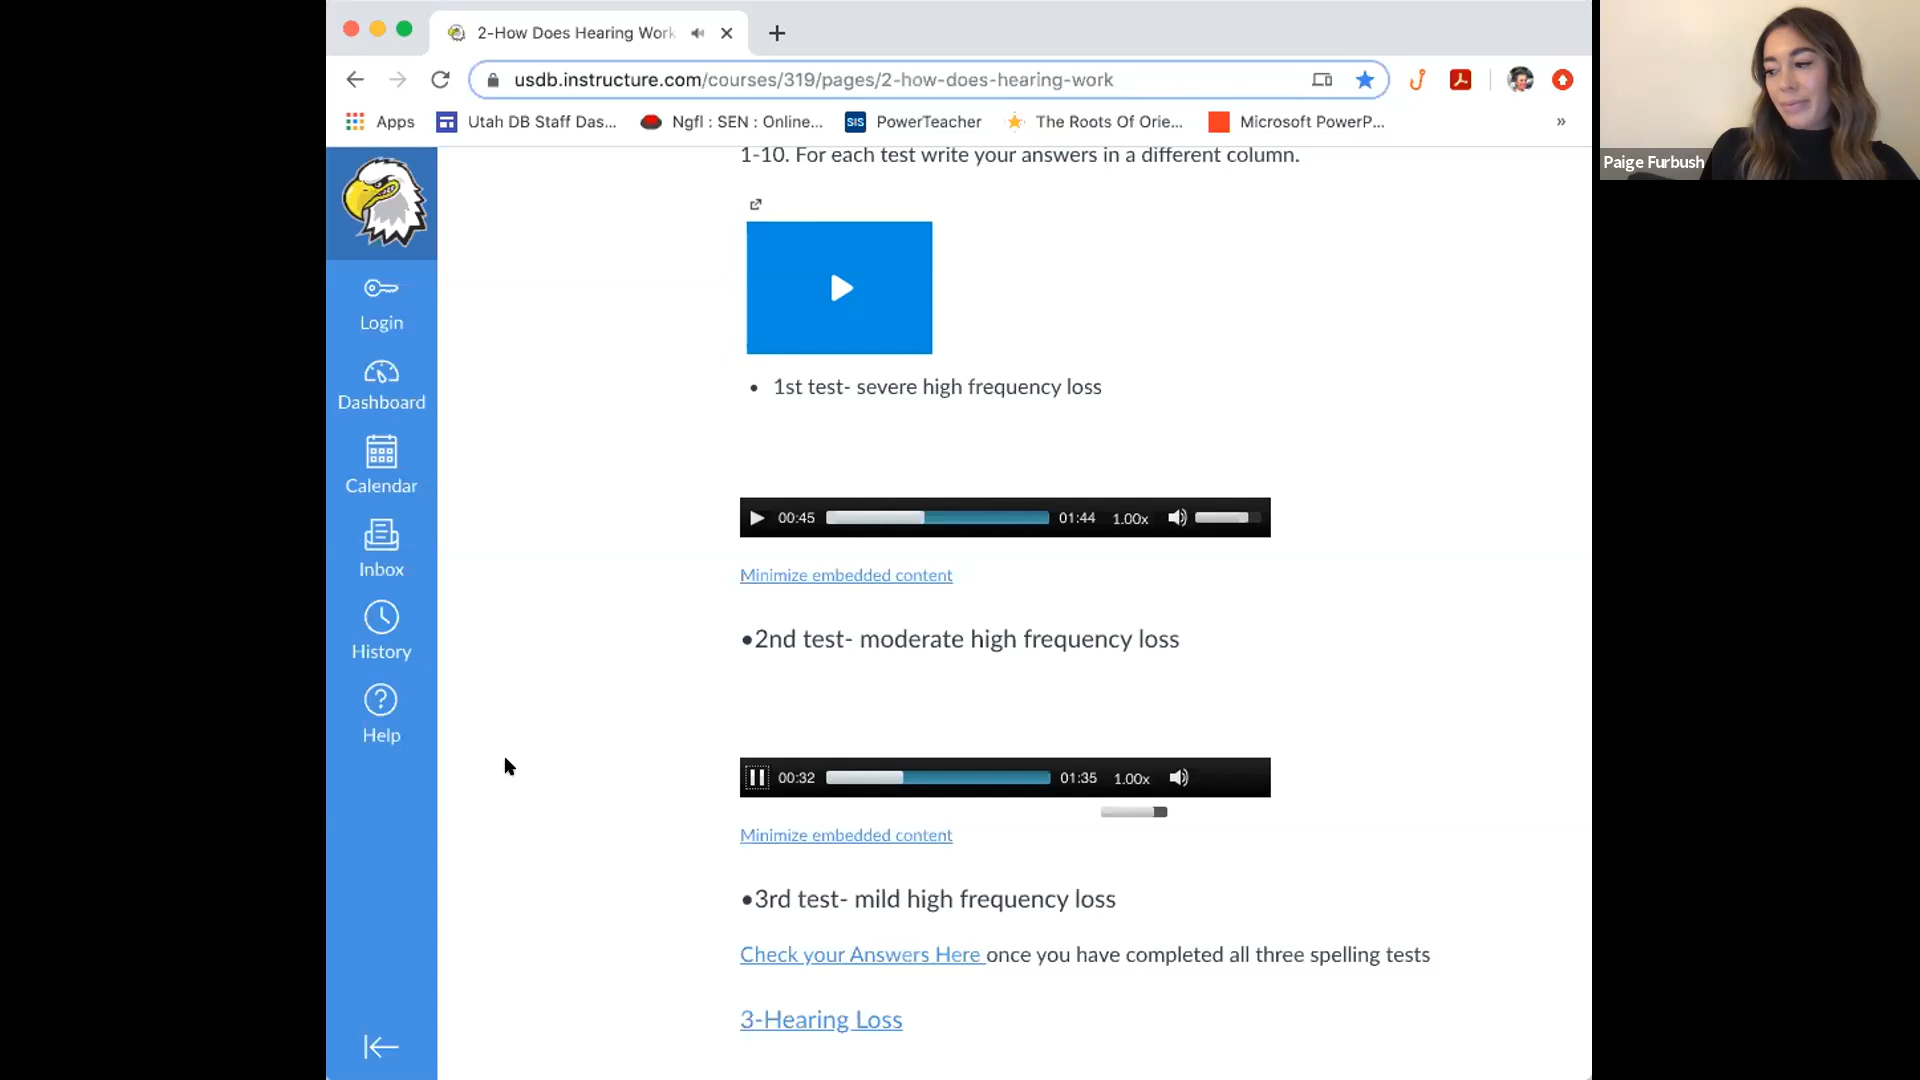 2-How Does Hearing Work
usdb.instructure.com/courses/319/pages/2-how-does-hearing-work
Apps
Utah DB Staff Das...
Ngfl : SEN : Online...
SIS
PowerTeacher
The Roots Of Orie...
Microsoft PowerP...
»
Paige Furbush
Login
Dashboard
Calendar
Inbox
History
Help
1-10. For each test write your answers in a different column.
• 1st test- severe high frequency loss
00:45 01:44 1.00x
Minimize embedded content
•2nd test- moderate high frequency loss
00:32 01:35 1.00x
Minimize embedded content
•3rd test- mild high frequency loss
Check your Answers Here once you have completed all three spelling tests
3-Hearing Loss